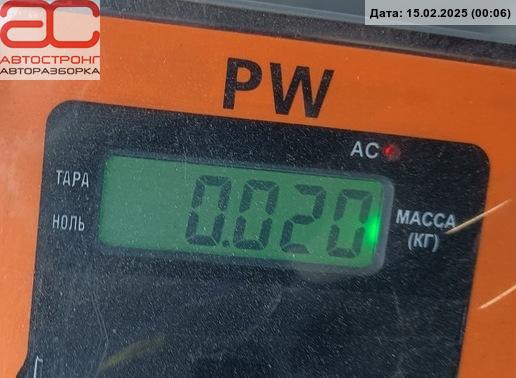 Дата: 15.02.2025 (00:06)
АС
АВТОСТРОНГ
АВТОРАЗБОРКА
PW
AC
ТАРА
НОЛЬ
0.020
МАССА
(КГ)